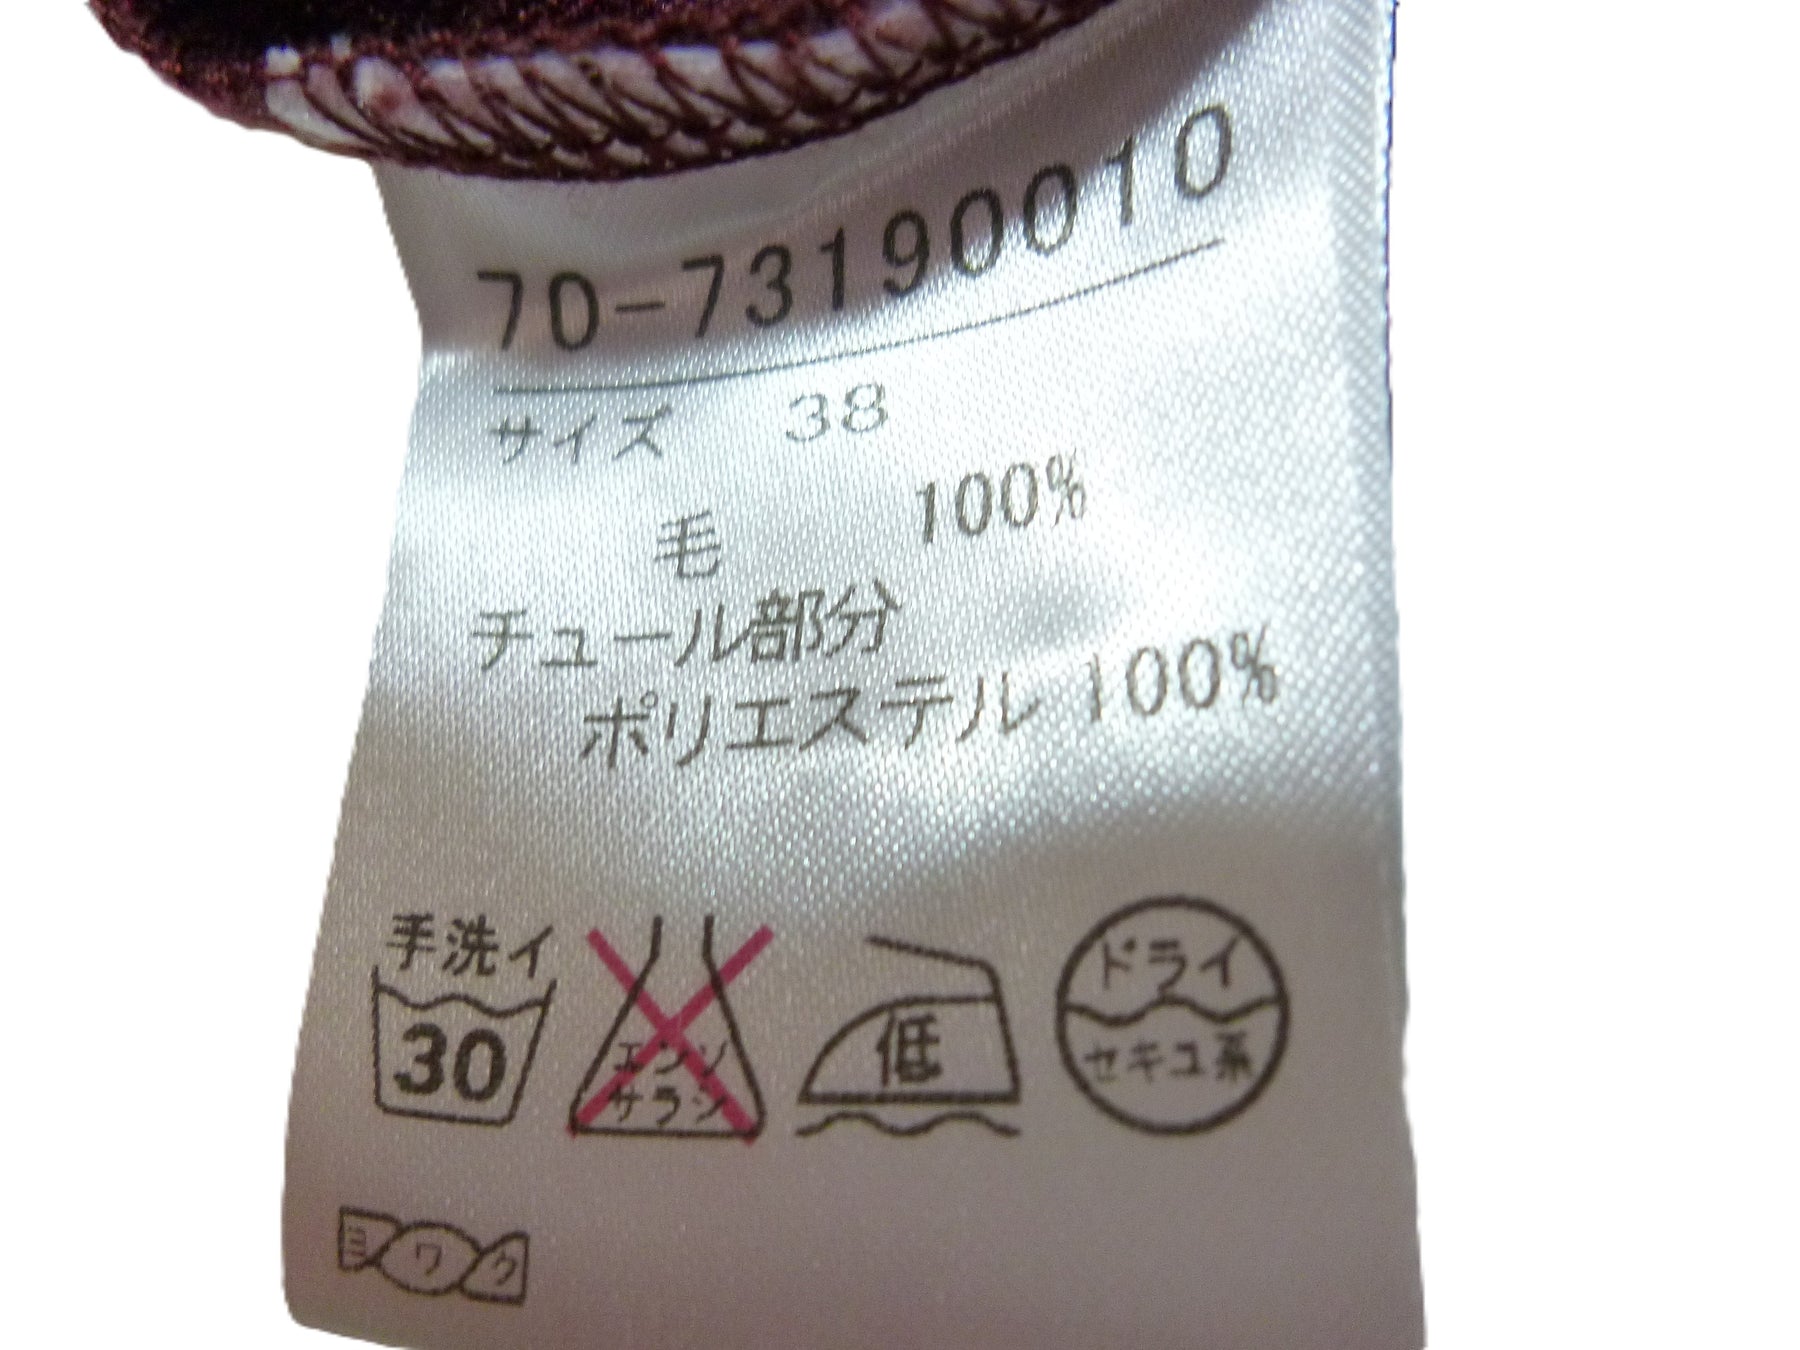 70-73190010
サイズ 38
毛 100%
チュール部分
ポリエステル 100%
手洗イ
30
エンソ
サラシ
低
ドライ
セキユ系
ヨワク